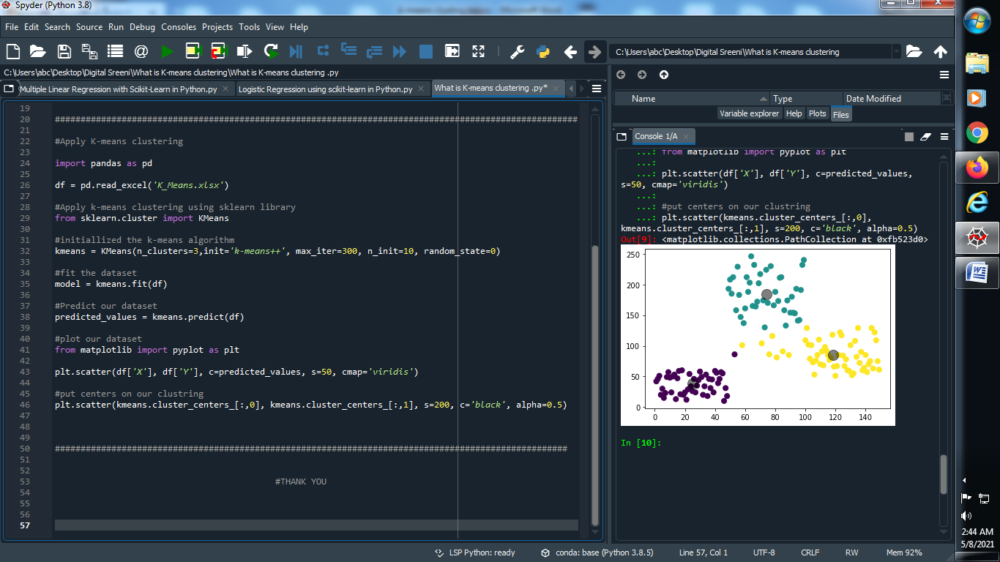 Spyder (Python 3.8)
File Edit Search Source Run Debug Consoles Projects Tools View Help
C:\Users\abc\Desktop\Digital Sreeni\What is K-means clustering
C:\Users\abc\Desktop\Digital Sreeni\What is K-means clustering\What is K-means clustering .py
Multiple Linear Regression with Scikit-Learn in Python.py
Logistic Regression using scikit-learn in Python.py
What is K-means clustering .py*
19
20 ######################################################################################################
21
22 #Apply K-means clustering
23
24 import pandas as pd
25
26 df = pd.read_excel('K_Means.xlsx')
27
28 #Apply k-means clustering using sklearn library
29 from sklearn.cluster import KMeans
30
31 #initiallized the k-means algorithm
32 kmeans = KMeans(n_clusters=3,init='k-means++', max_iter=300, n_init=10, random_state=0)
33
34 #fit the dataset
35 model = kmeans.fit(df)
36
37 #Predict our dataset
38 predicted_values = kmeans.predict(df)
39
40 #plot our dataset
41 from matplotlib import pyplot as plt
42
43 plt.scatter(df['X'], df['Y'], c=predicted_values, s=50, cmap='viridis')
44
45 #put centers on our clustring
46 plt.scatter(kmeans.cluster_centers_[:,0], kmeans.cluster_centers_[:,1], s=200, c='black', alpha=0.5)
47
48
49
50 ####################################################################################################
51
52
53 #THANK YOU
54
55
56
57
Name Type Date Modified
Variable explorer Help Plots Files
Console 1/A
...: from matplotlib import pyplot as plt
...:
...: plt.scatter(df['X'], df['Y'], c=predicted_values,
s=50, cmap='viridis')
...:
...: #put centers on our clustring
...: plt.scatter(kmeans.cluster_centers_[:,0],
kmeans.cluster_centers_[:,1], s=200, c='black', alpha=0.5)
Out[9]: <matplotlib.collections.PathCollection at 0xfb523d0>
250
200
150
100
50
0
0 20 40 60 80 100 120 140
In [10]:
LSP Python: ready conda: base (Python 3.8.5) Line 57, Col 1 UTF-8 CRLF RW Mem 92%
2:44 AM
5/8/2021